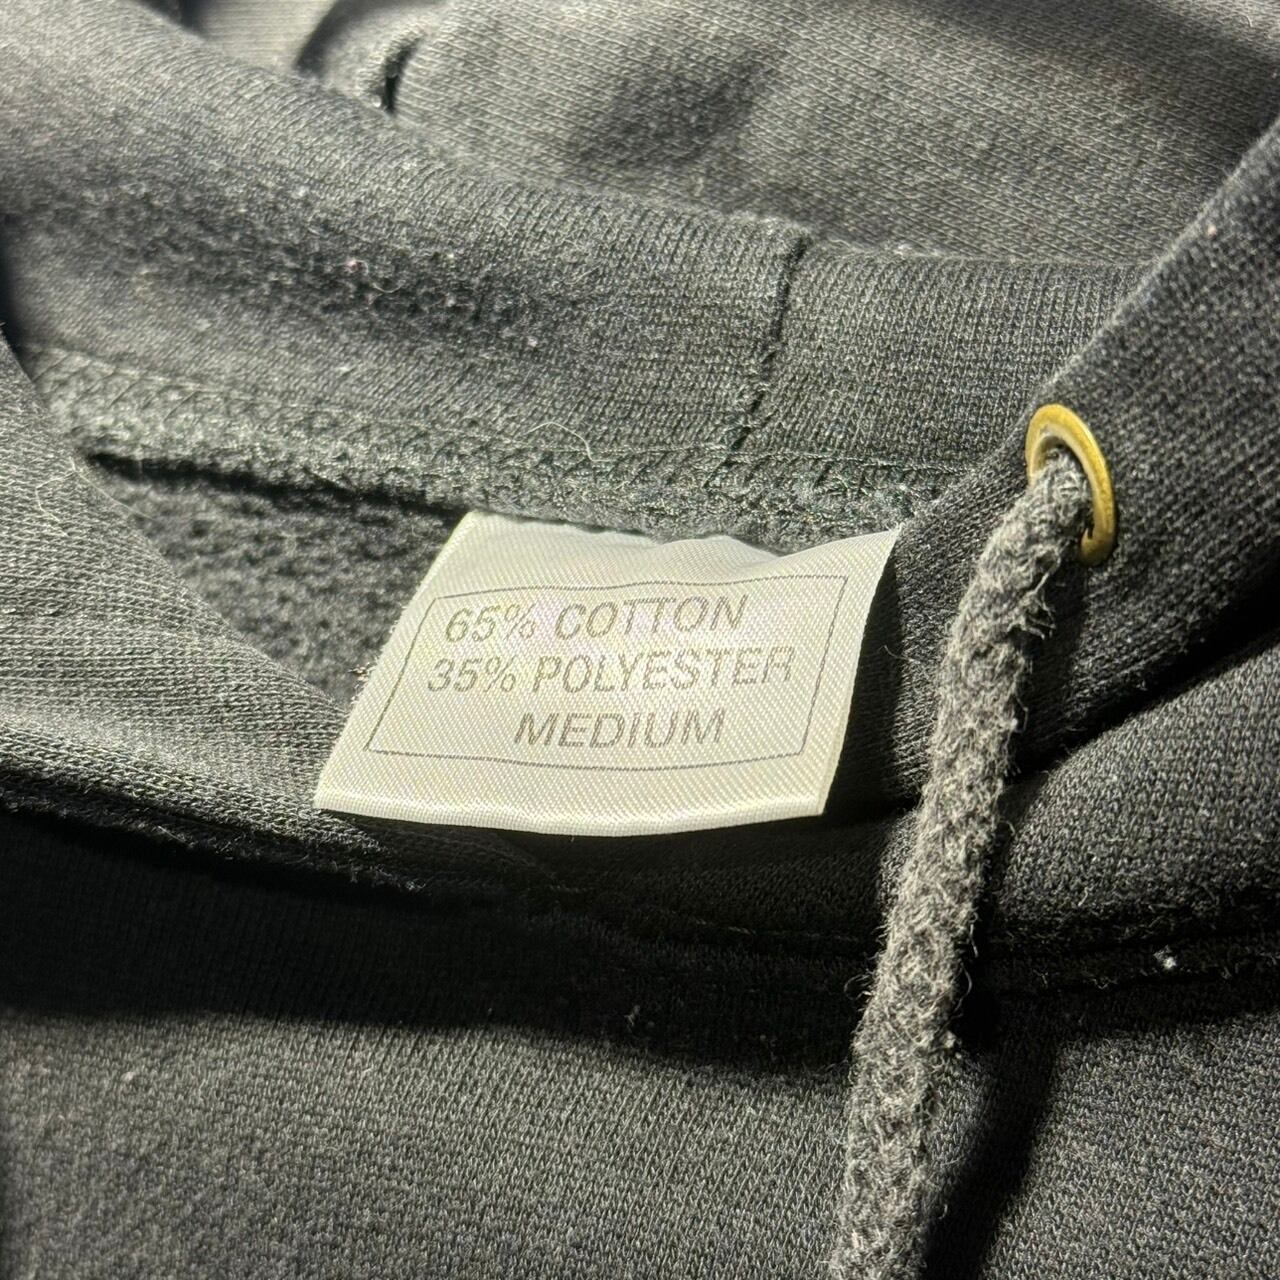 65% COTTON
35% POLYESTER
MEDIUM